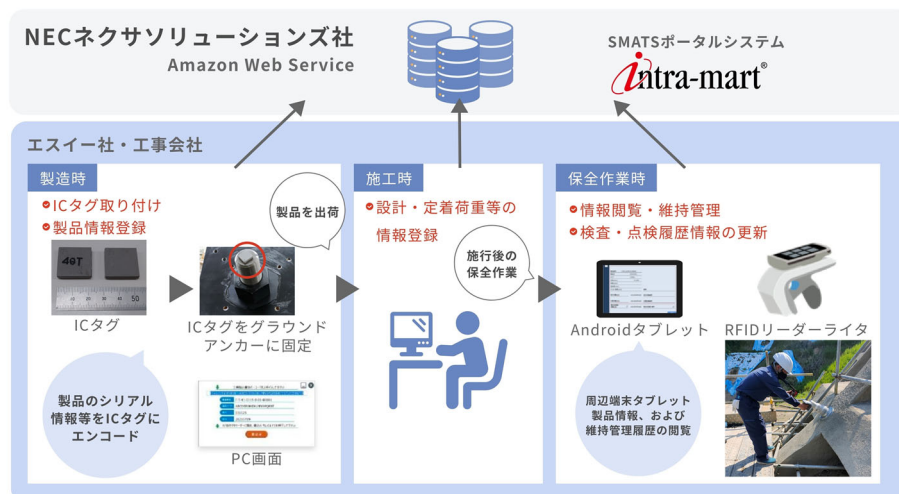 NECネクサソリューションズ社
Amazon Web Service
SMATSポータルシステム
intra-mart®
エスイー社・工事会社
製造時
ICタグ取り付け
製品情報登録
製品を出荷
40T
10 20 30 40 50
ICタグ
ICタグをグラウンド
アンカーに固定
製品のシリアル
情報等をICタグに
エンコード
PC画面
施工時
設計・定着荷重等の
情報登録
施行後の
保全作業
保全作業時
情報閲覧・維持管理
検査・点検履歴情報の更新
Androidタブレット
RFIDリーダーライタ
周辺端末タブレット
製品情報、および
維持管理履歴の閲覧